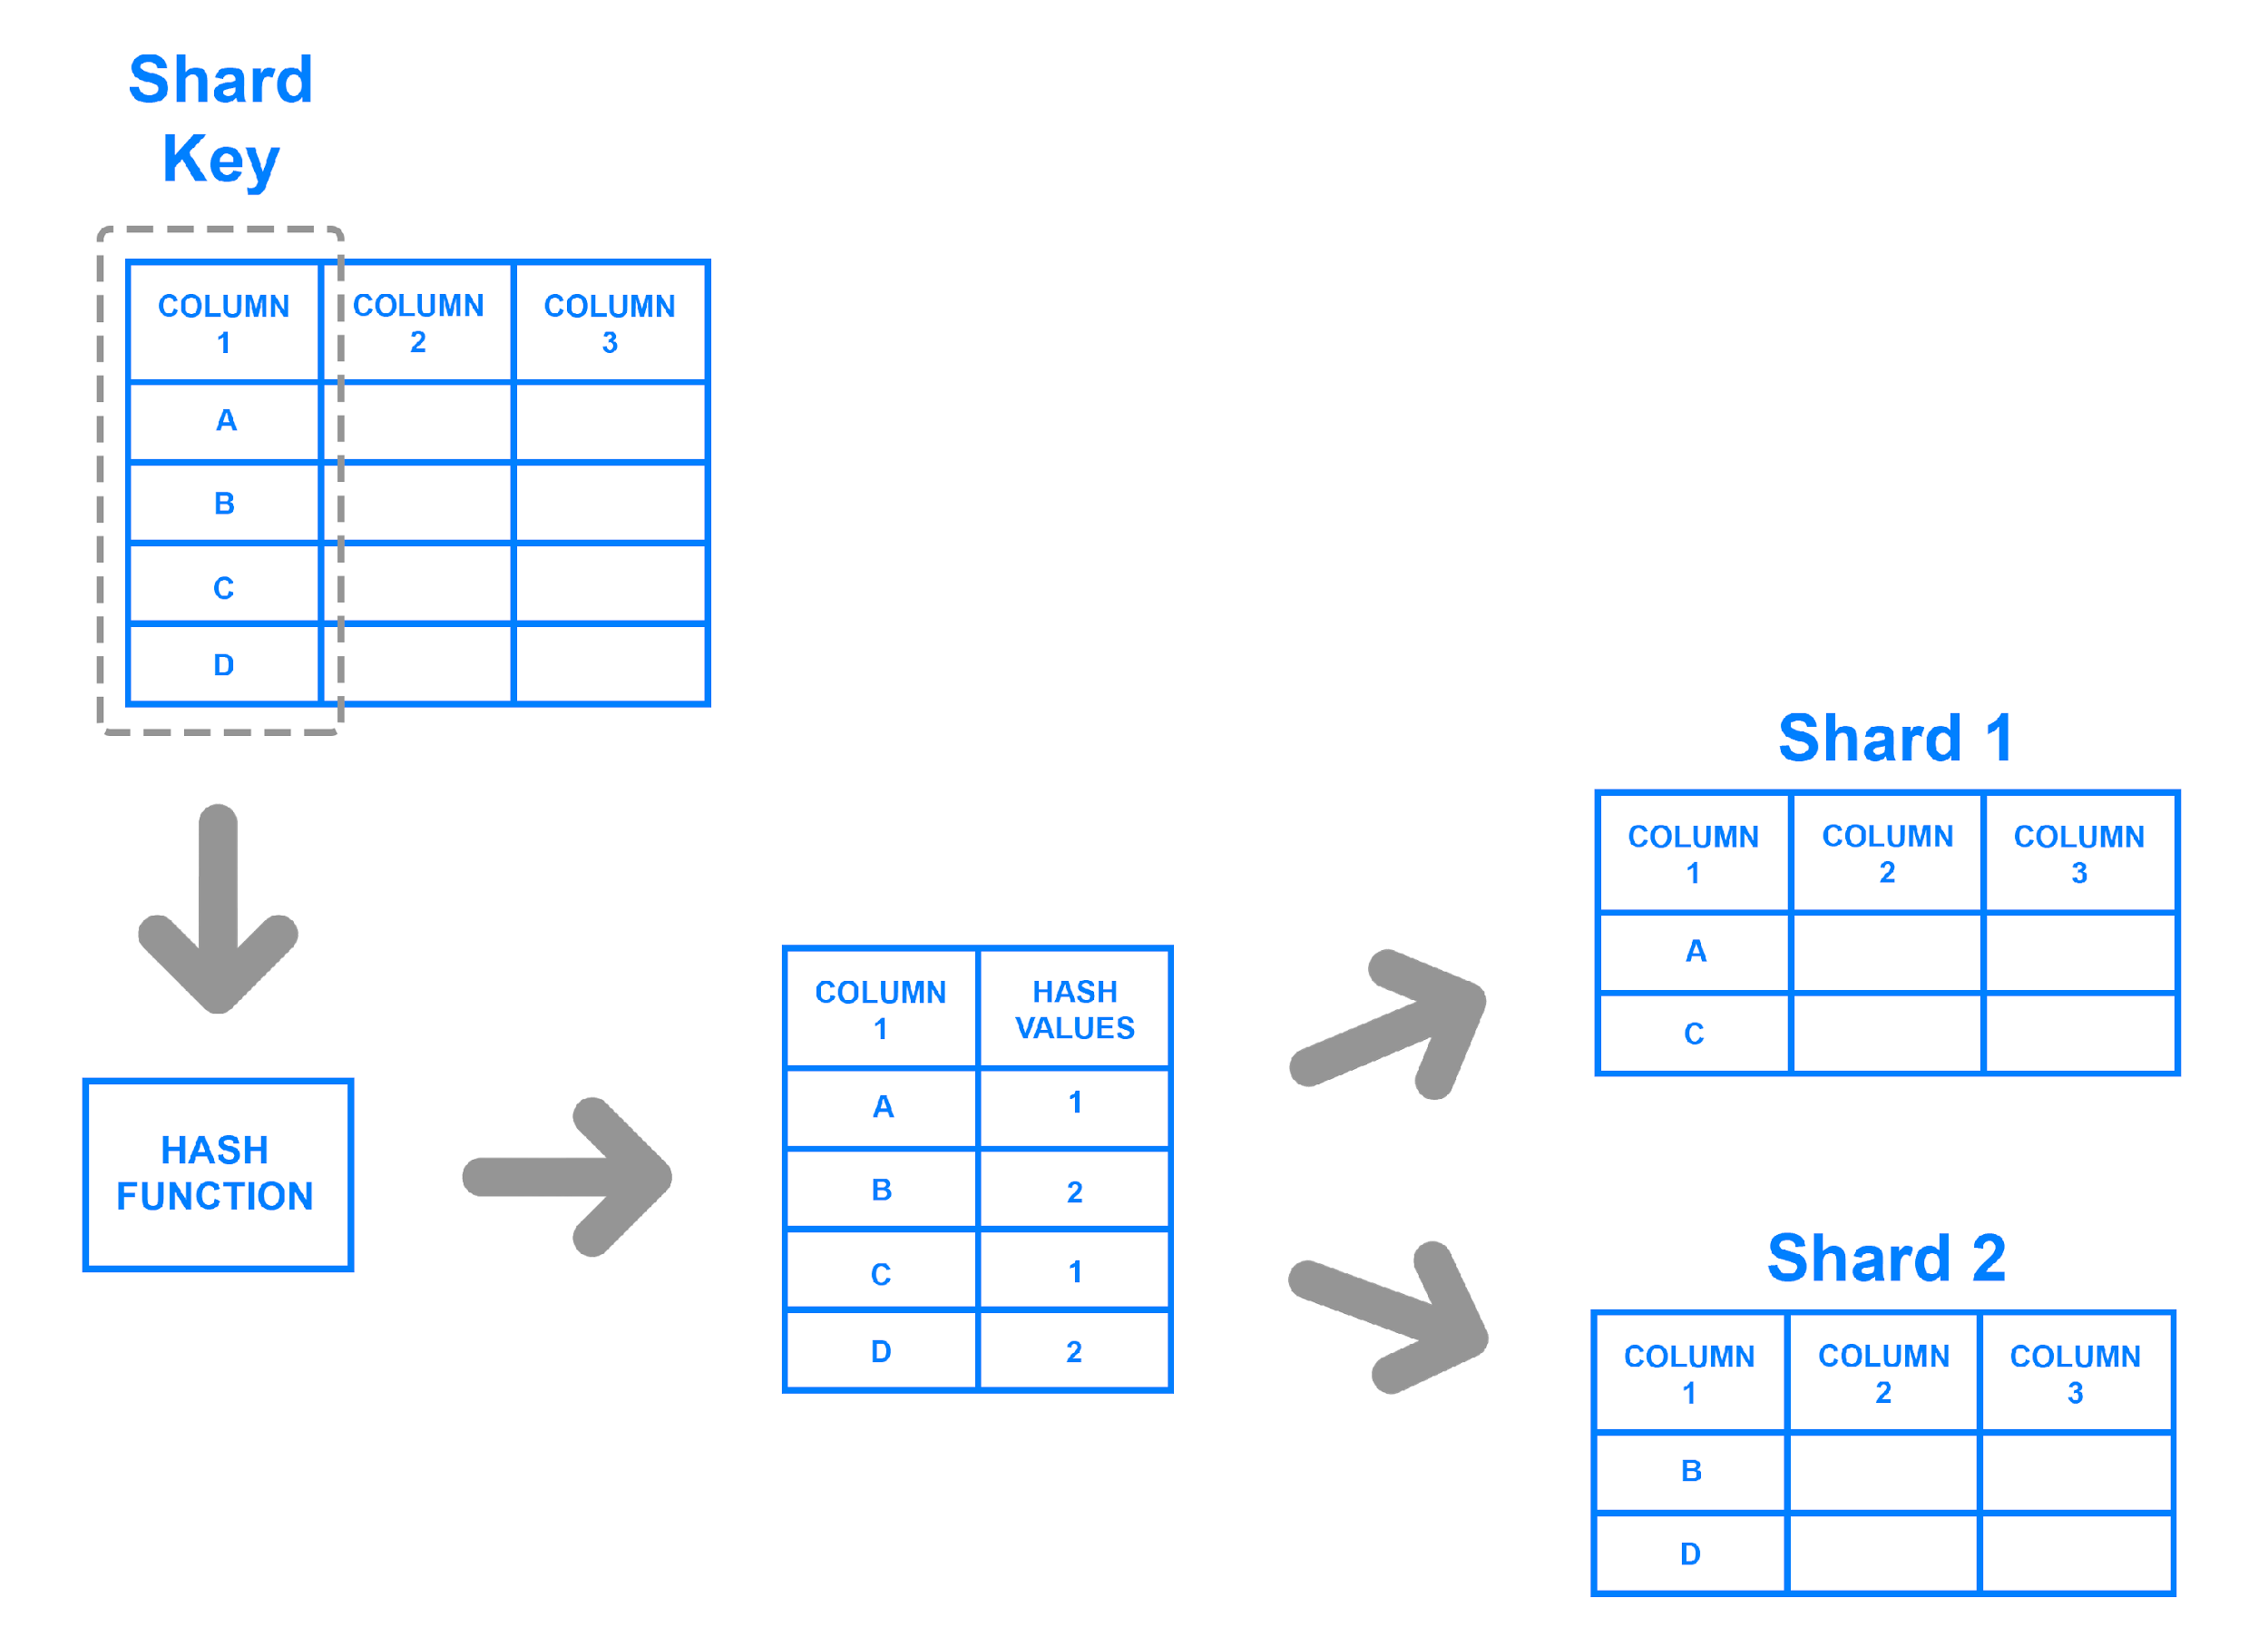 Shard
Key
COLUMN
1
COLUMN
2
COLUMN
3
A
B
C
D
HASH
FUNCTION
COLUMN
1
HASH
VALUES
A
1
B
2
C
1
D
2
Shard 1
COLUMN
1
COLUMN
2
COLUMN
3
A
C
Shard 2
COLUMN
1
COLUMN
2
COLUMN
3
B
D